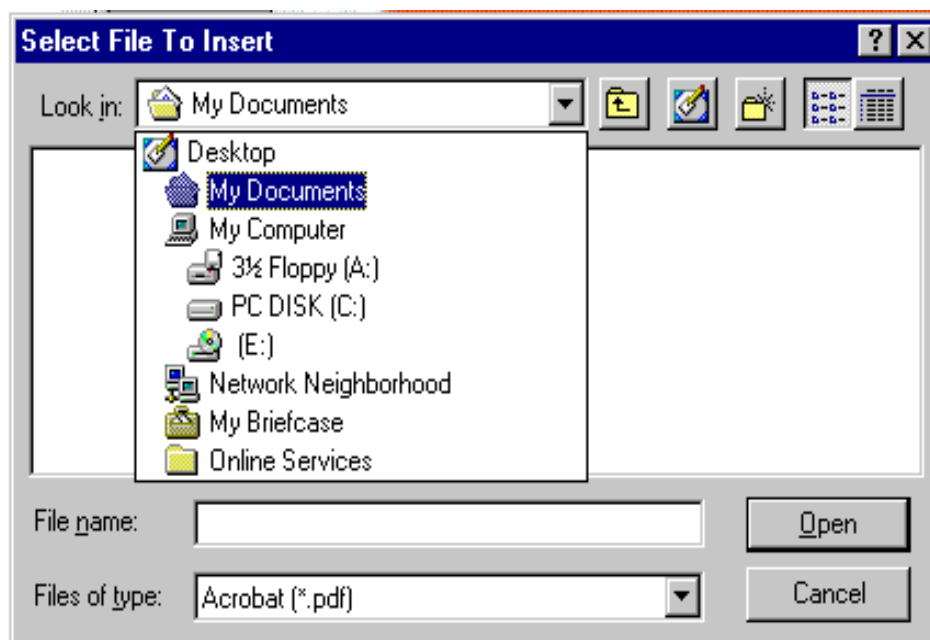 Select File To Insert
Look in: My Documents
Desktop
My Documents
My Computer
3½ Floppy (A:)
PC DISK (C:)
(E:)
Network Neighborhood
My Briefcase
Online Services
File name: Open
Files of type: Acrobat (*.pdf) Cancel